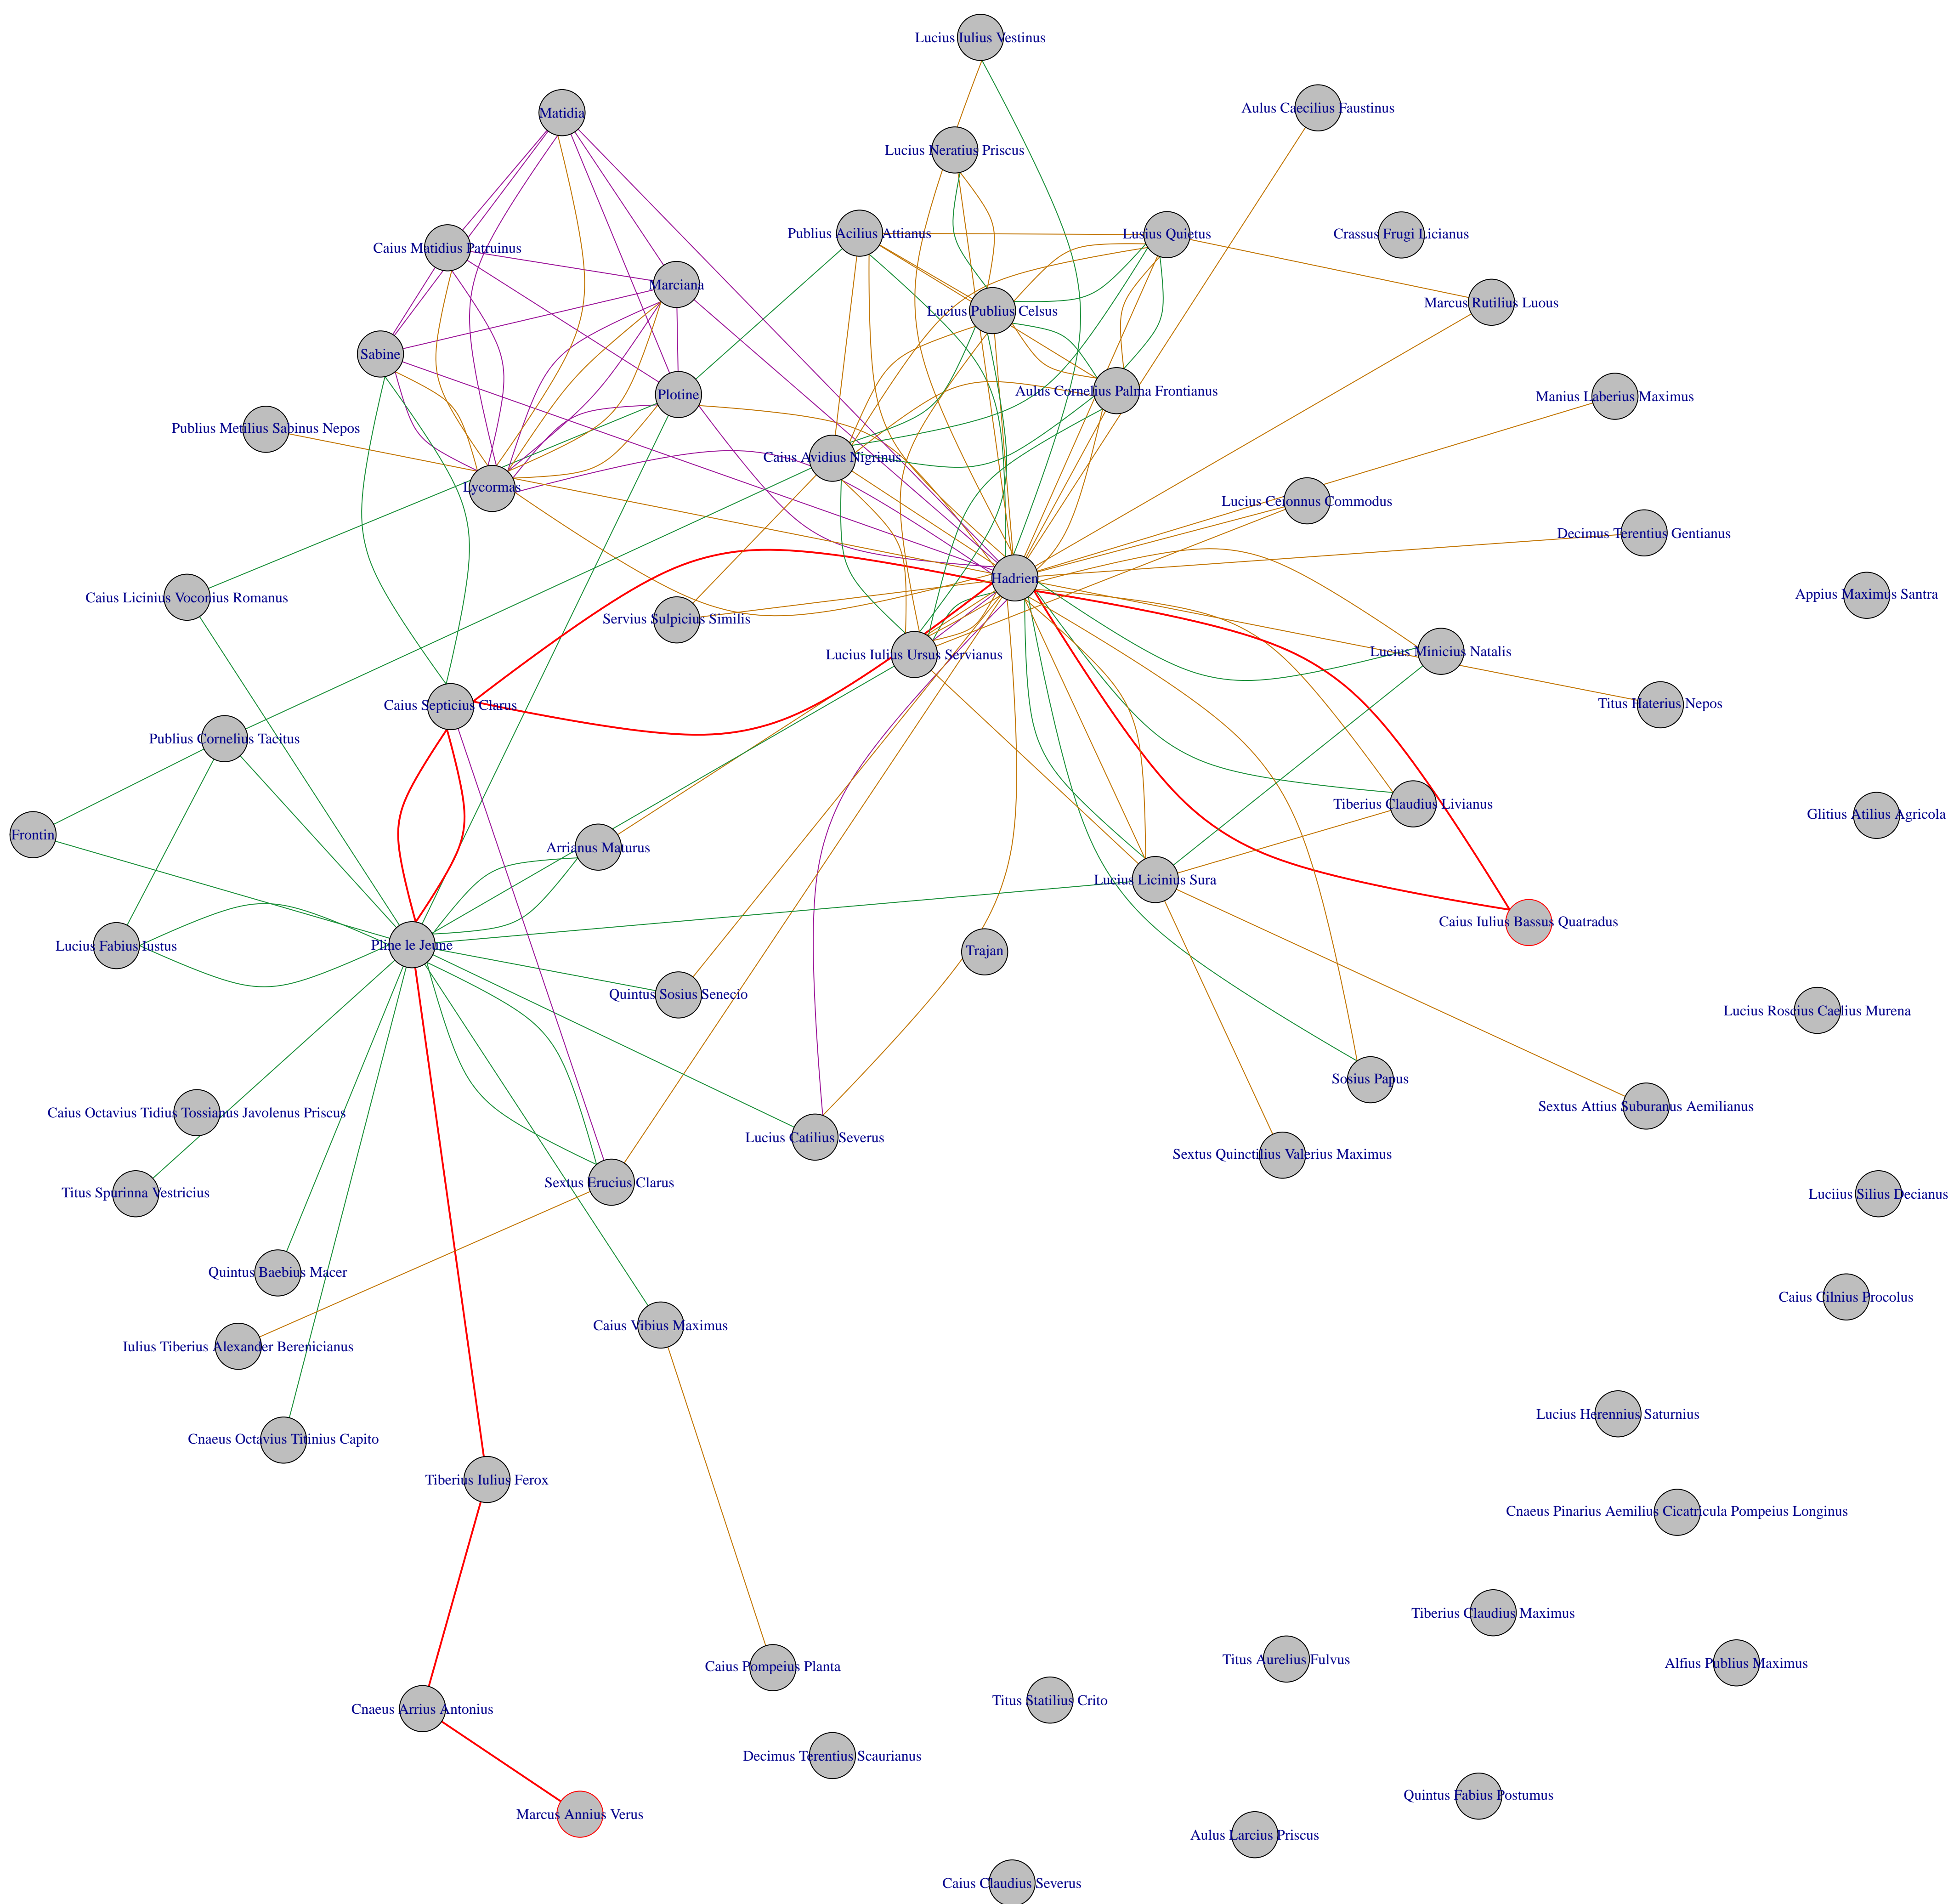 Lucius Iulius Vestinus
Aulus Caecilius Faustinus
Matidia
Lucius Neratius Priscus
Publius Acilius Attianus
Lusius Quietus
Crassus Frugi Licianus
Caius Matidius Patruinus
Marciana
Marcus Rutilius Luous
Lucius Publius Celsus
Sabine
Plotine
Aulus Cornelius Palma Frontianus
Manius Laberius Maximus
Publius Metilius Sabinus Nepos
Caius Avidius Nigrinus
Lycormas
Lucius Ceionnus Commodus
Decimus Terentius Gentianus
Hadrien
Caius Licinius Voconius Romanus
Appius Maximus Santra
Servius Sulpicius Similis
Lucius Iulius Ursus Servianus
Lucius Minicius Natalis
Caius Septicius Clarus
Titus Haterius Nepos
Publius Cornelius Tacitus
Tiberius Claudius Livianus
Glitius Atilius Agricola
Frontin
Arrianus Maturus
Lucius Licinius Sura
Caius Iulius Bassus Quatradus
Lucius Fabius Iustus
Pline le Jeune
Trajan
Quintus Sosius Senecio
Lucius Roscius Caelius Murena
Sosius Papus
Sextus Attius Suburanus Aemilianus
Caius Octavius Tidius Tossianus Javolenus Priscus
Lucius Catilius Severus
Sextus Quinctilius Valerius Maximus
Sextus Erucius Clarus
Titus Spurinna Vestricius
Luciius Silius Decianus
Quintus Baebius Macer
Caius Cilnius Procolus
Caius Vibius Maximus
Iulius Tiberius Alexander Berenicianus
Lucius Herennius Saturnius
Cnaeus Octavius Titinius Capito
Tiberius Iulius Ferox
Cnaeus Pinarius Aemilius Cicatricula Pompeius Longinus
Tiberius Claudius Maximus
Titus Aurelius Fulvus
Alfius Publius Maximus
Caius Pompeius Planta
Titus Statilius Crito
Cnaeus Arrius Antonius
Decimus Terentius Scaurianus
Quintus Fabius Postumus
Marcus Annius Verus
Aulus Larcius Priscus
Caius Claudius Severus